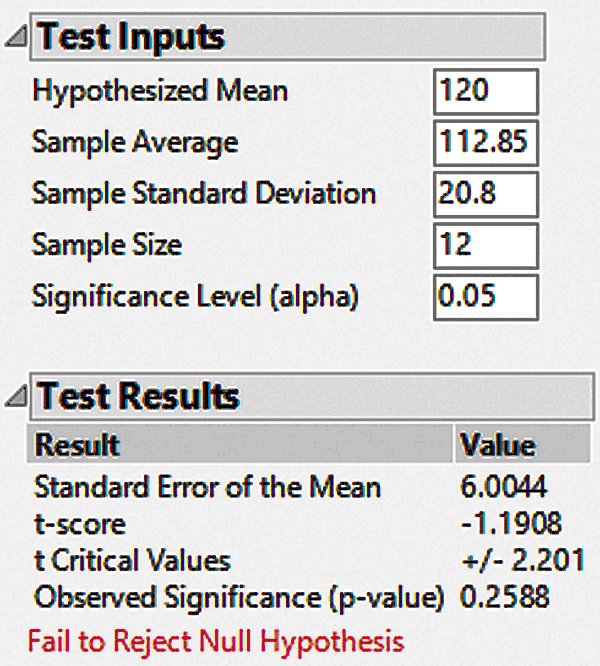 Test Inputs
Hypothesized Mean 120
Sample Average 112.85
Sample Standard Deviation 20.8
Sample Size 12
Significance Level (alpha) 0.05
Test Results
Result Value
Standard Error of the Mean 6.0044
t-score -1.1908
t Critical Values +/- 2.201
Observed Significance (p-value) 0.2588
Fail to Reject Null Hypothesis